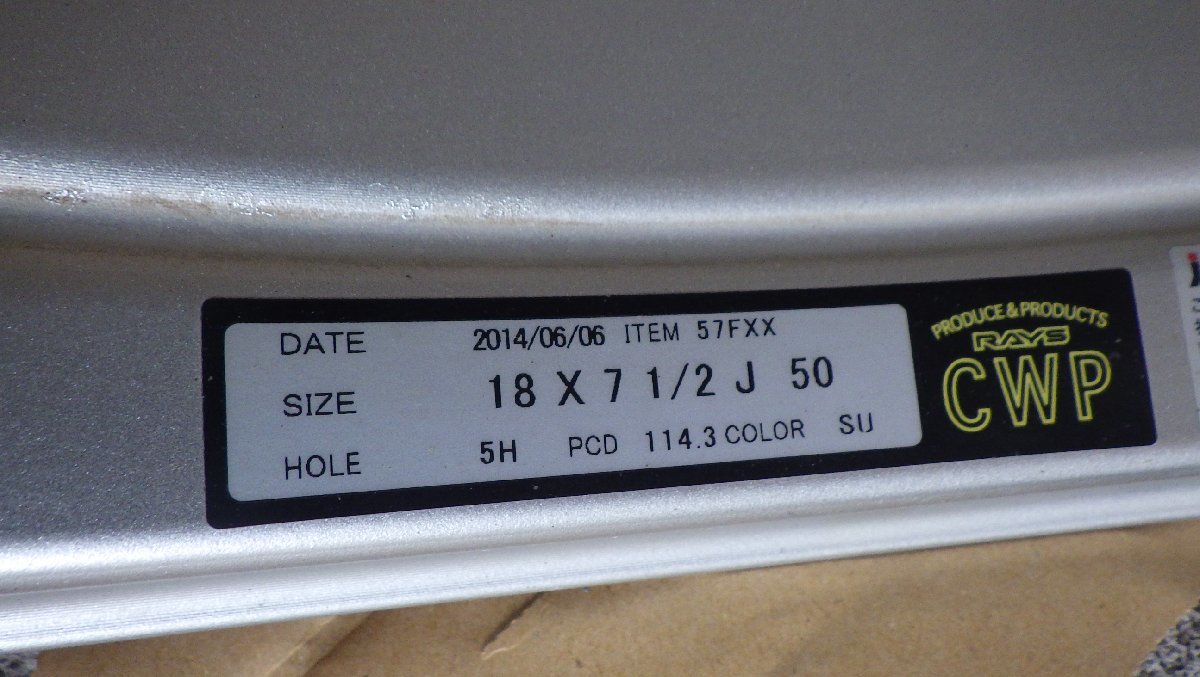 DATE 2014/06/06 ITEM 57FXX
SIZE 18 X 7 1/2 J 50
HOLE 5H PCD 114.3 COLOR SIJ
PRODUCE & PRODUCTS
RAYS
CWP